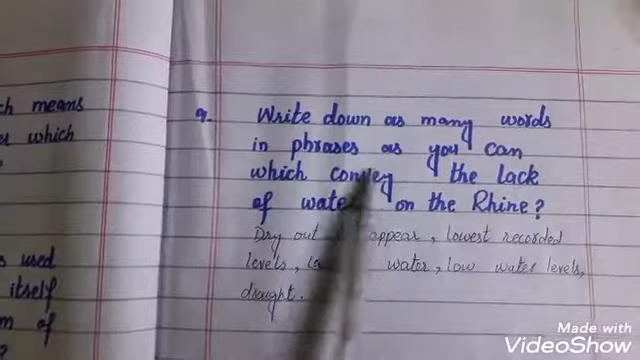 ch means
which
q. Write down as many words
in phrases as you can
which convey the lack
of wate on the Rhine?
Dry out appear, lowest recorded
s used
levels, water, low water levels,
itself
draught.
m of
?
Made with
VideoShow